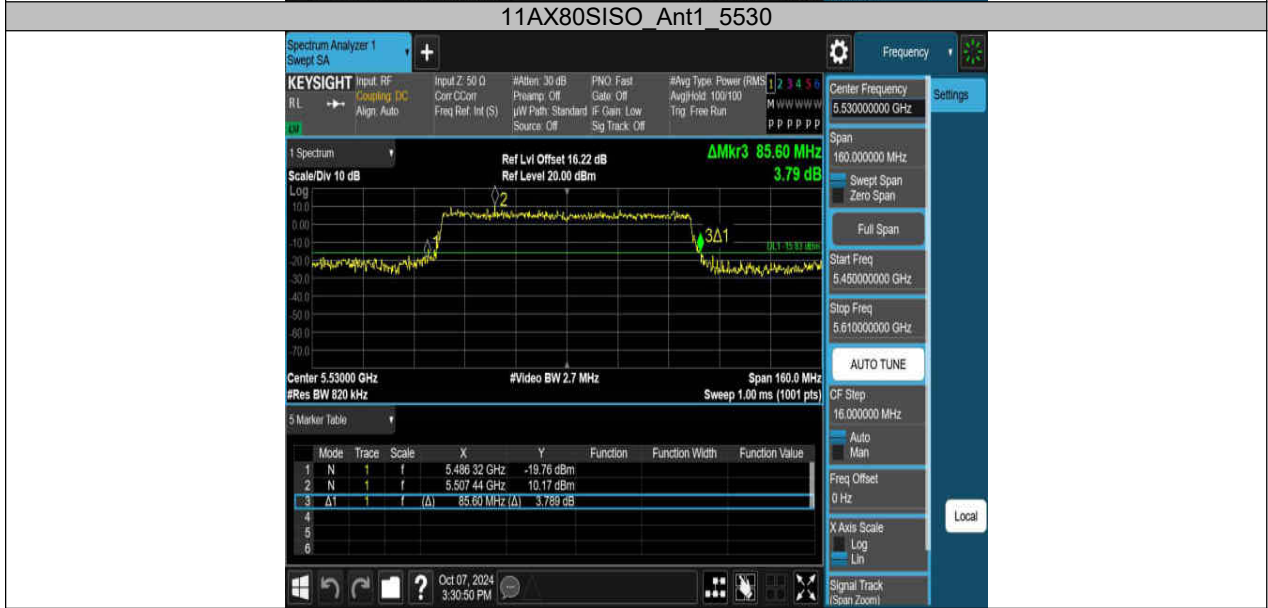 11AX80SISO_Ant1_5530
Spectrum Analyzer 1
Swept SA
+
Frequency
KEYSIGHT
RL
Input: RF
Coupling: DC
Align: Auto
Input Z: 50 Ω
Corr CCorr
Freq Ref: Int (S)
#Atten: 30 dB
Preamp: Off
µW Path: Standard
Source: Off
PNO: Fast
Gate: Off
IF Gain: Low
Sig Track: Off
#Avg Type: Power (RMS
Avg|Hold: 100/100
Trig: Free Run
1 2 3 4 5 6
M W W W W W
P P P P P P
Center Frequency
5.530000000 GHz
Settings
Span
160.000000 MHz
Swept Span
Zero Span
Full Span
Start Freq
5.450000000 GHz
Stop Freq
5.610000000 GHz
AUTO TUNE
CF Step
16.000000 MHz
Auto
Man
Freq Offset
0 Hz
X Axis Scale
Log
Lin
Signal Track
(Span Zoom)
Local
1 Spectrum
Scale/Div 10 dB
Ref Lvl Offset 16.22 dB
Ref Level 20.00 dBm
ΔMkr3 85.60 MHz
3.79 dB
Log
10.0
0.00
-10.0
-20.0
-30.0
-40.0
-50.0
-60.0
-70.0
1
2
3Δ1
DL1 -15.83 dBm
Center 5.53000 GHz
#Res BW 820 kHz
#Video BW 2.7 MHz
Span 160.0 MHz
Sweep 1.00 ms (1001 pts)
5 Marker Table
Mode Trace Scale X Y Function Function Width Function Value
1 N 1 f 5.486 32 GHz -19.76 dBm
2 N 1 f 5.507 44 GHz 10.17 dBm
3 Δ1 1 f (Δ) 85.60 MHz (Δ) 3.789 dB
4
5
6
?
Oct 07, 2024
3:30:50 PM